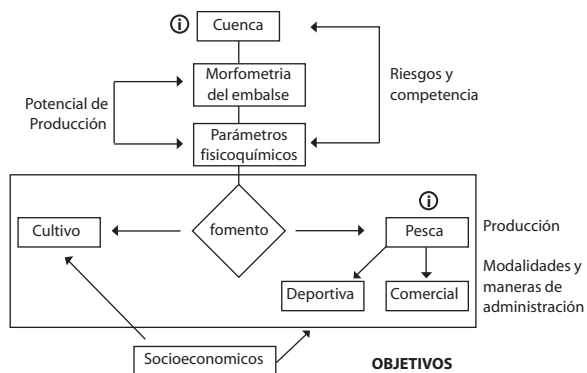 i
Cuenca
Morfometria
del embalse
Riesgos y
competencia
Potencial de
Producción
Parámetros
fisicoquímicos
i
Cultivo
fomento
Pesca
Producción
Deportiva
Comercial
Modalidades y
maneras de
administración
Socioeconomicos
OBJETIVOS